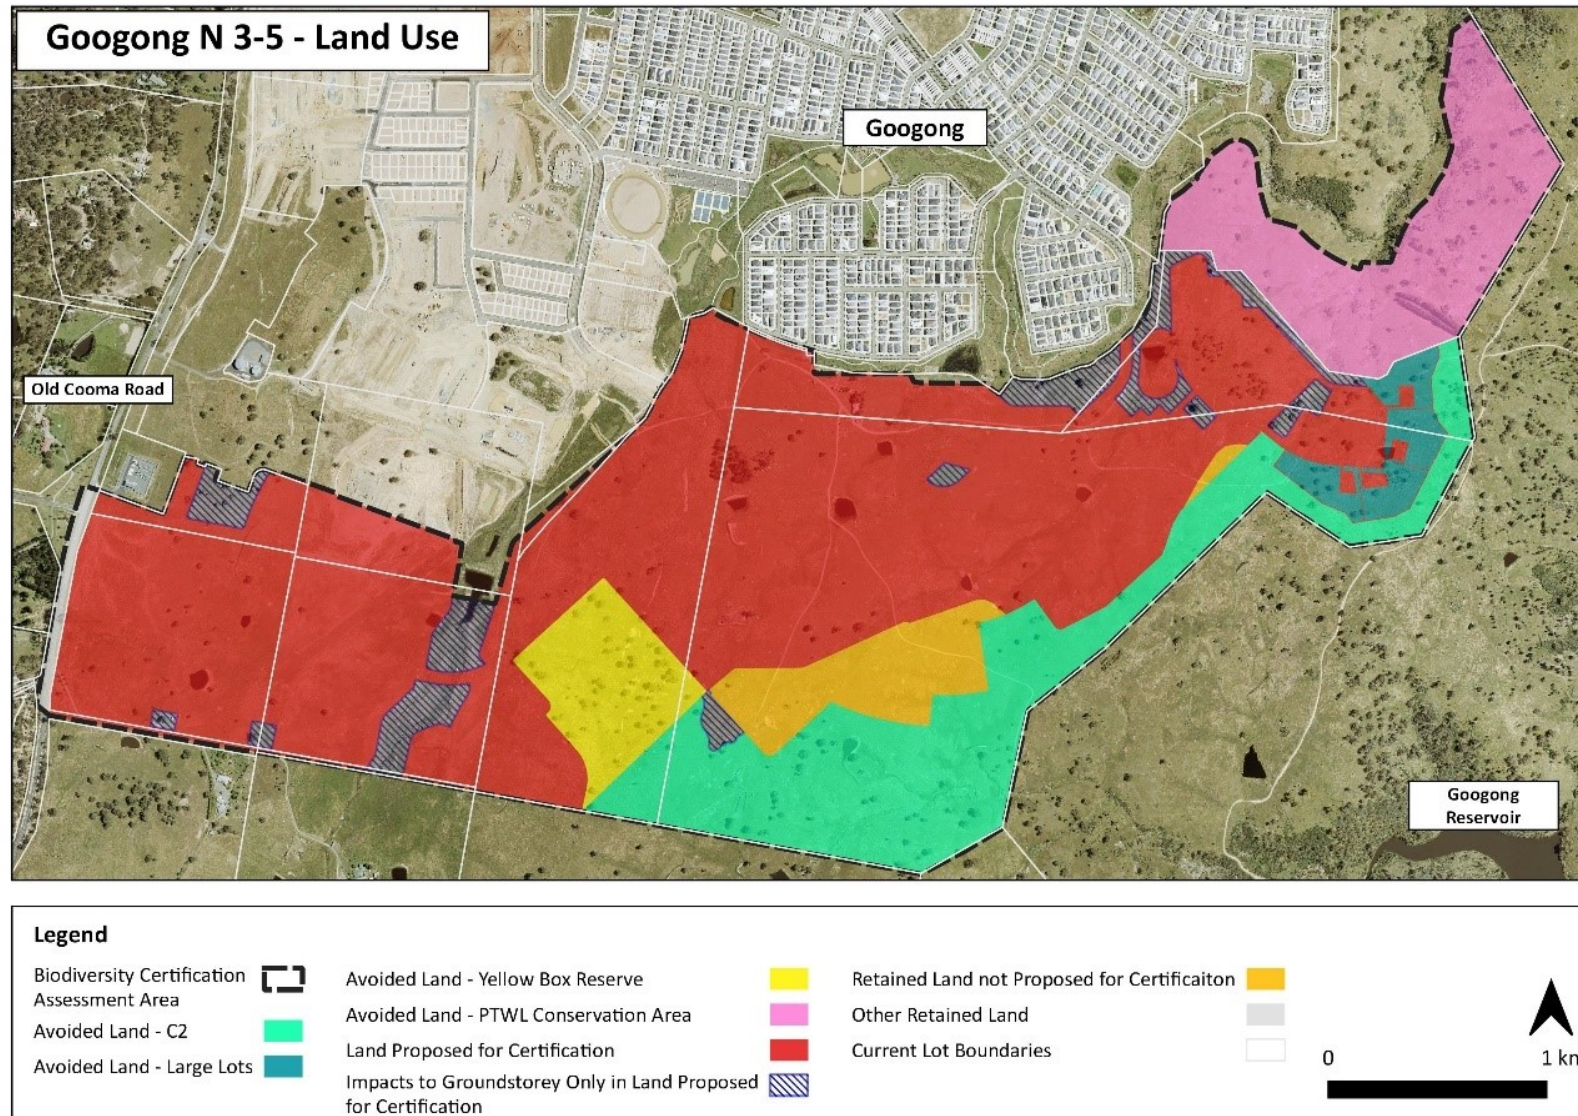 Googong N 3-5 - Land Use
Googong
Old Cooma Road
Googong
Reservoir
Legend
Biodiversity Certification
Assessment Area
Avoided Land - C2
Avoided Land - Large Lots
Avoided Land - Yellow Box Reserve
Avoided Land - PTWL Conservation Area
Land Proposed for Certification
Impacts to Groundstorey Only in Land Proposed
for Certification
Retained Land not Proposed for Certificaiton
Other Retained Land
Current Lot Boundaries
0 1 km